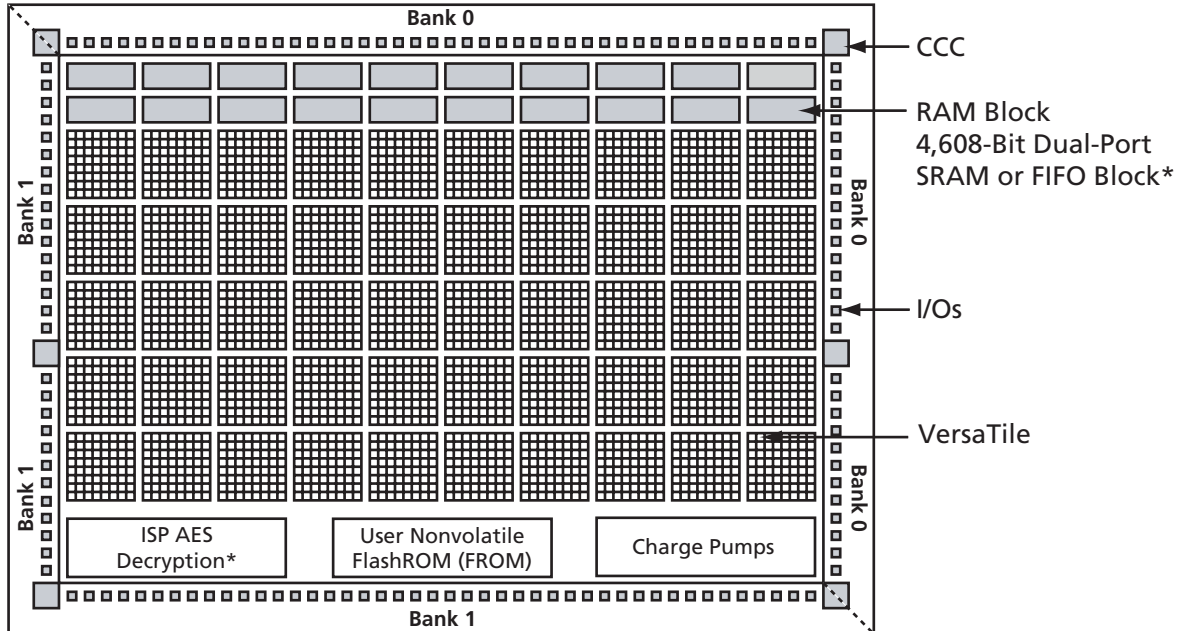 Bank 0
CCC
RAM Block
4,608-Bit Dual-Port
SRAM or FIFO Block*
Bank 1
Bank 0
I/Os
VersaTile
Bank 1
Bank 0
ISP AES
Decryption*
User Nonvolatile
FlashROM (FROM)
Charge Pumps
Bank 1